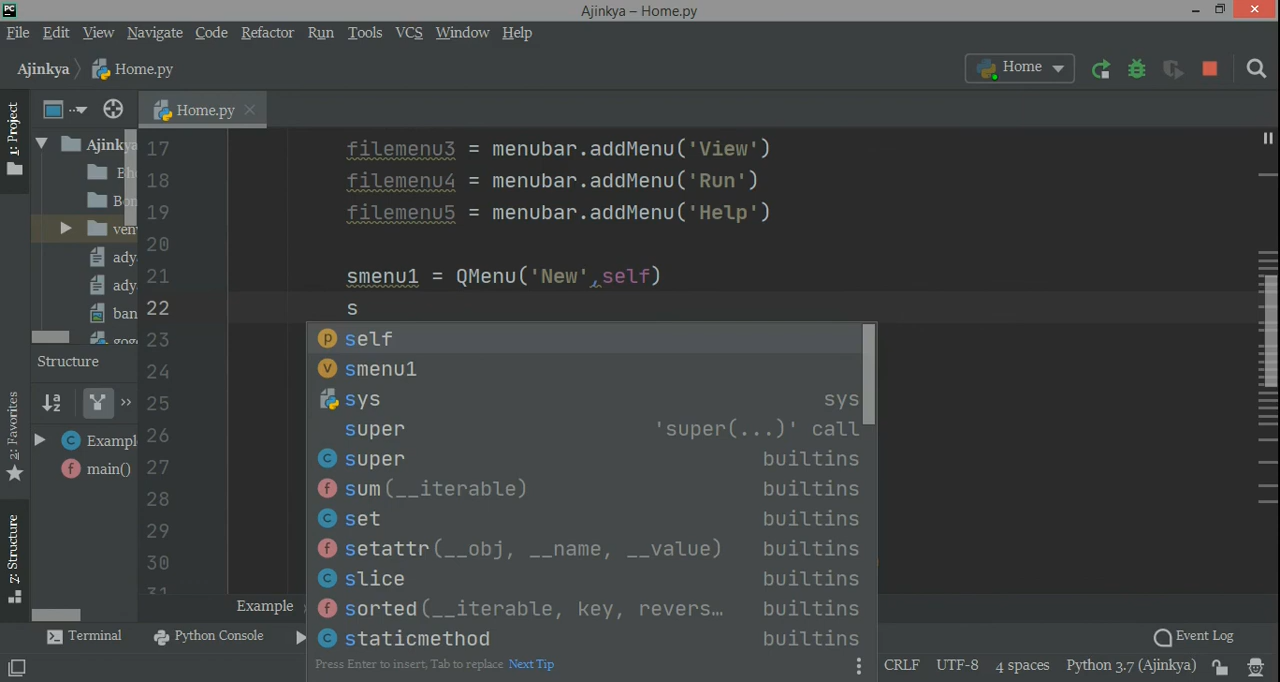 PC
Ajinkya – Home.py
File Edit View Navigate Code Refactor Run Tools VCS Window Help
Ajinkya Home.py
Home
1: Project
Home.py
Ajinkya
Bon
ven
ady
ady
ban
Structure
Exampl
main()
2: Favorites
7: Structure
17 filemenu3 = menubar.addMenu('View')
18 filemenu4 = menubar.addMenu('Run')
19 filemenu5 = menubar.addMenu('Help')
20
21 smenu1 = QMenu('New',self)
22 s
23
24
25
26
27
28
29
30
31
p self
v smenu1
sys sys
super 'super(...)' call
c super builtins
f sum(__iterable) builtins
c set builtins
f setattr(__obj, __name, __value) builtins
c slice builtins
f sorted(__iterable, key, revers… builtins
c staticmethod builtins
Press Enter to insert, Tab to replace Next Tip
Example
Terminal Python Console
Event Log
CRLF UTF-8 4 spaces Python 3.7 (Ajinkya)